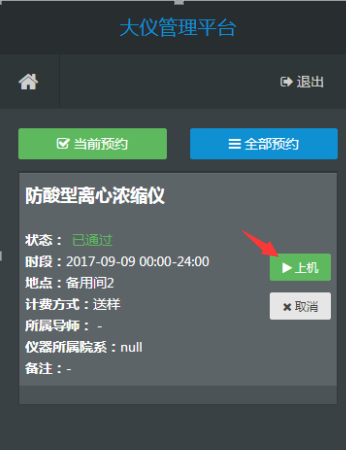 大仪管理平台
退出
当前预约 全部预约
防酸型离心浓缩仪
状态： 已通过
时段：2017-09-09 00:00-24:00
上机
地点：备用间2
计费方式：送样
取消
所属导师： -
仪器所属院系：null
备注：-